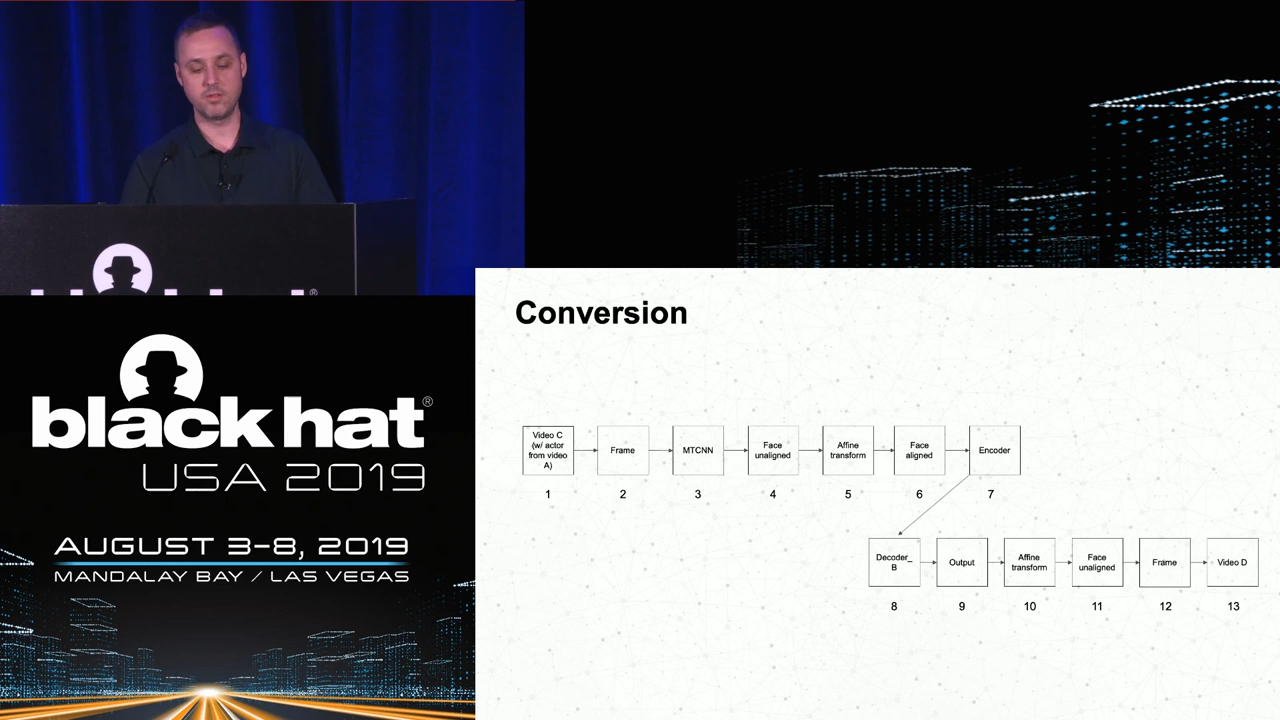 ®
black hat®
USA 2019
AUGUST 3-8, 2019
MANDALAY BAY / LAS VEGAS
Conversion
Video C
(w/ actor
from video
A)
Frame
MTCNN
Face
unaligned
Affine
transform
Face
aligned
Encoder
1
2
3
4
5
6
7
Decoder_
B
Output
Affine
transform
Face
unaligned
Frame
Video D
8
9
10
11
12
13